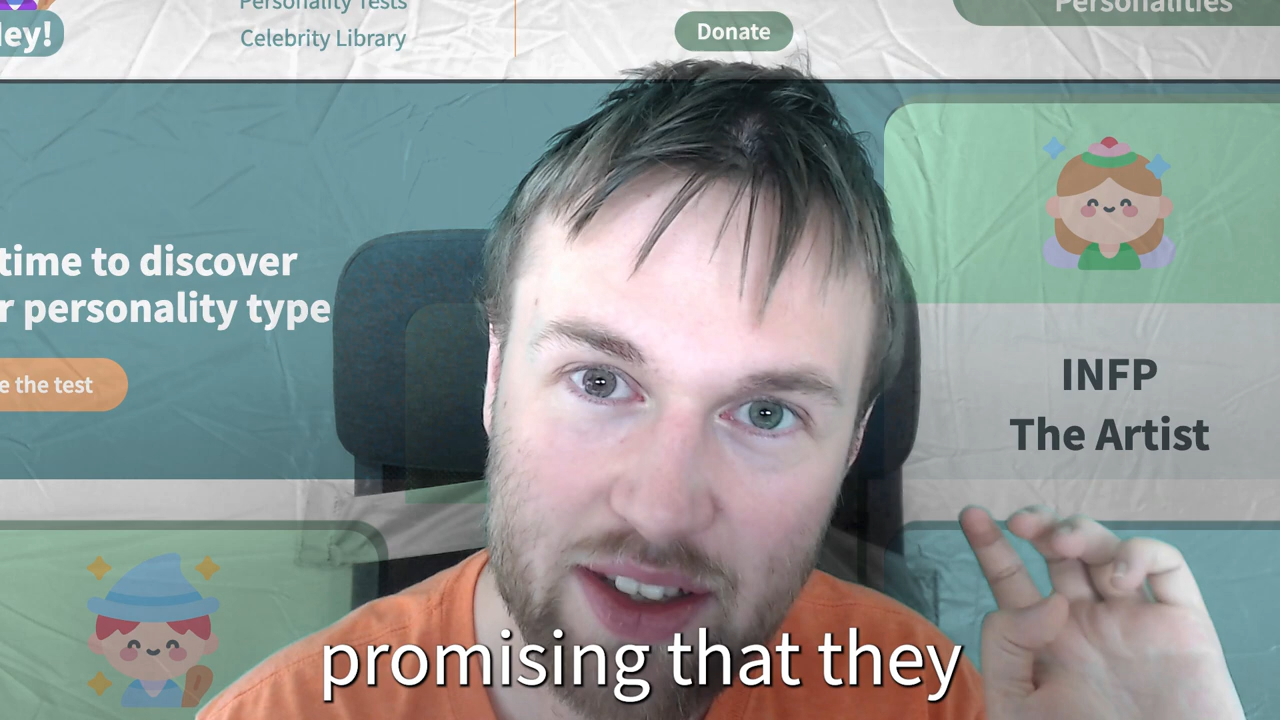 Hey!
Personality Tests
Celebrity Library
Donate
Personalities
time to discover
r personality type
e the test
INFP
The Artist
promising that they